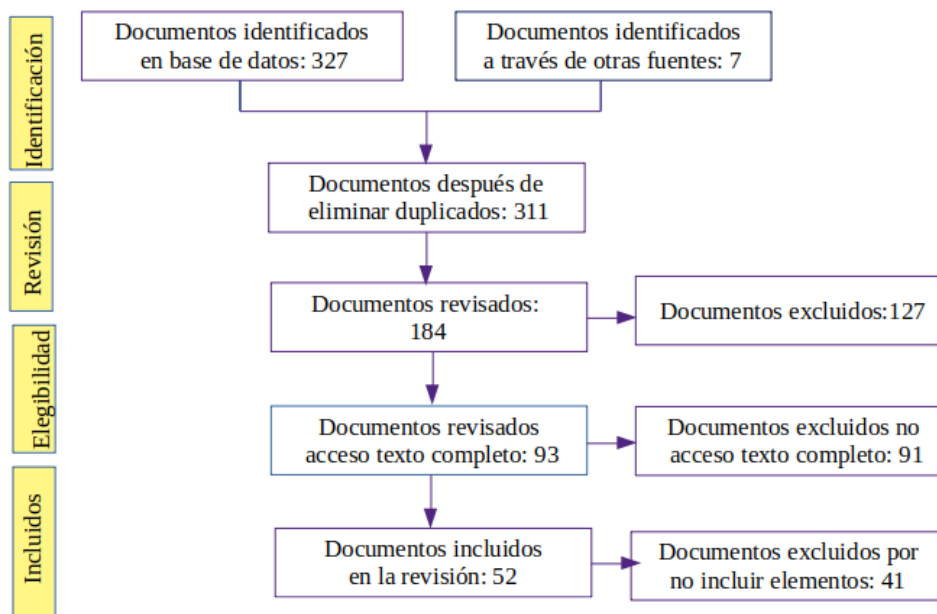 Identificación
Documentos identificados
en base de datos: 327
Documentos identificados
a través de otras fuentes: 7
Documentos después de
eliminar duplicados: 311
Revisión
Documentos revisados:
184
Documentos excluidos:127
Elegibilidad
Documentos revisados
acceso texto completo: 93
Documentos excluidos no
acceso texto completo: 91
Incluidos
Documentos incluidos
en la revisión: 52
Documentos excluidos por
no incluir elementos: 41